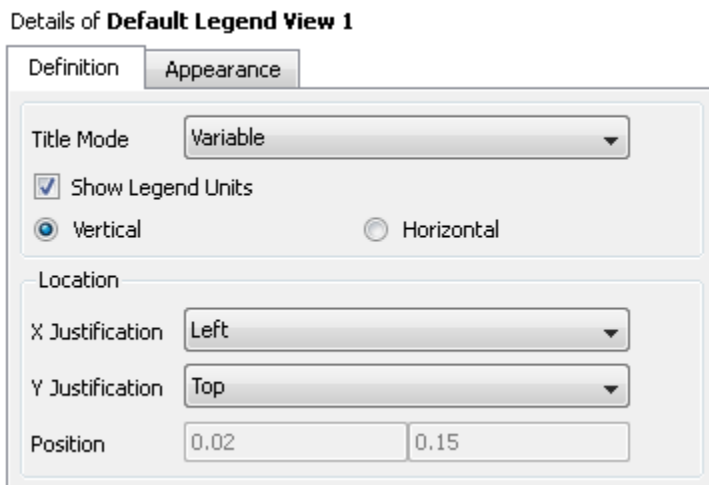 Details of Default Legend View 1
Definition Appearance
Title Mode Variable
Show Legend Units
Vertical Horizontal
Location
X Justification Left
Y Justification Top
Position 0.02 0.15